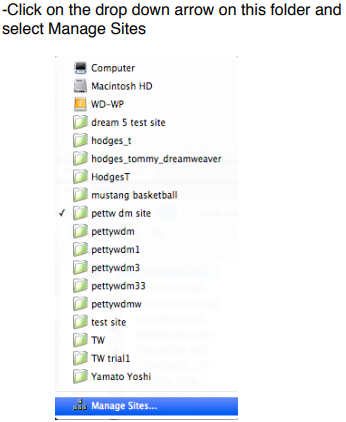 -Click on the drop down arrow on this folder and
select Manage Sites
Computer
Macintosh HD
WD-WP
dream 5 test site
hodges_t
hodges_tommy_dreamweaver
HodgesT
mustang basketball
✓ pettw dm site
pettywdm
pettywdm1
pettywdm3
pettywdm33
pettywdmw
test site
TW
TW trial1
Yamato Yoshi
Manage Sites...